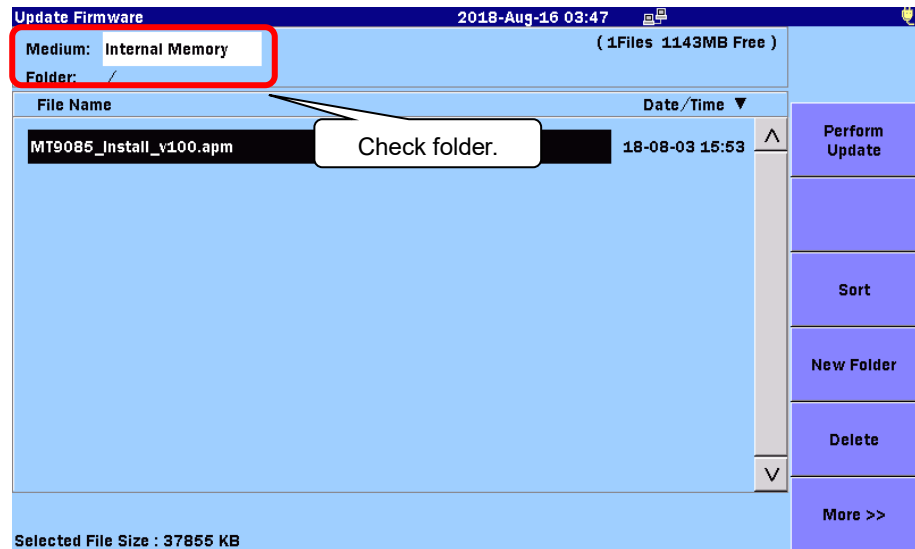 Update Firmware 2018-Aug-16 03:47
Medium: Internal Memory (1Files 1143MB Free )
Folder: /
File Name Date/Time ▼
MT9085_Install_v100.apm 18-08-03 15:53
Check folder.
Perform
Update
Sort
New Folder
Delete
More >>
Selected File Size : 37855 KB